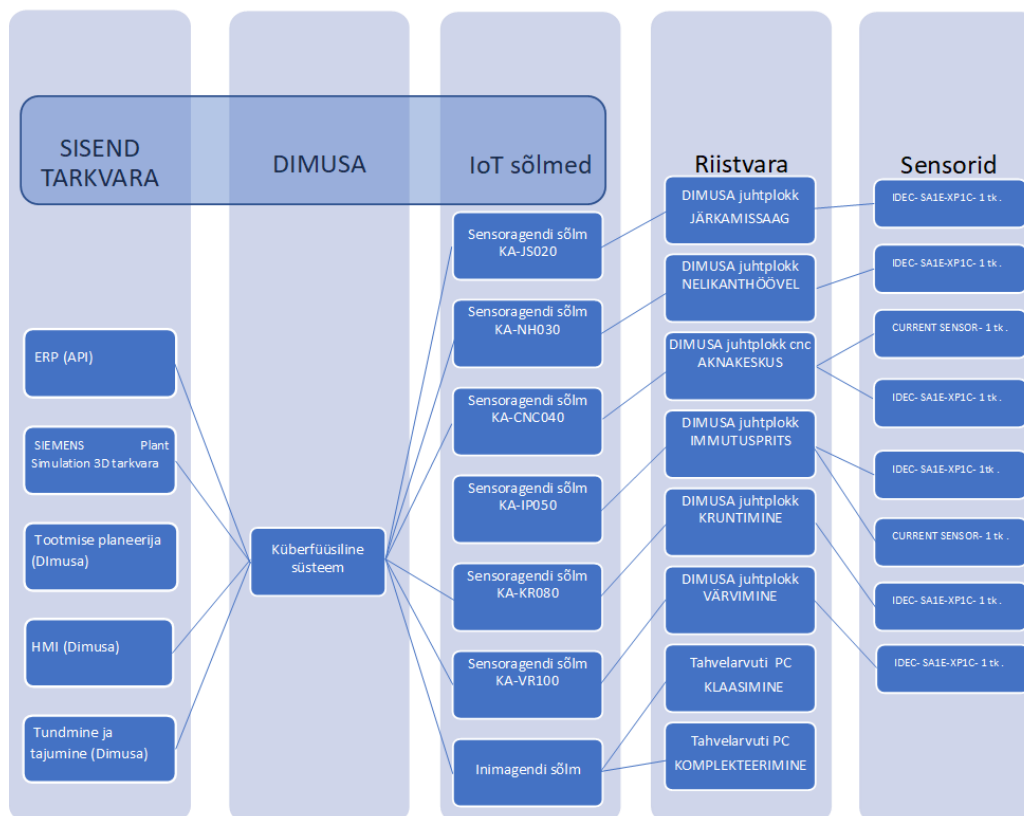 SISEND
TARKVARA
DIMUSA
IoT sõlmed
Riistvara
Sensorid
ERP (API)
SIEMENS Plant
Simulation 3D tarkvara
Tootmise planeerija
(DImusa)
HMI (Dimusa)
Tundmine ja
tajumine (Dimusa)
Küberfüüsiline
süsteem
Sensoragendi sõlm
KA-JS020
Sensoragendi sõlm
KA-NH030
Sensoragendi sõlm
KA-CNC040
Sensoragendi sõlm
KA-IP050
Sensoragendi sõlm
KA-KR080
Sensoragendi sõlm
KA-VR100
Inimagendi sõlm
DIMUSA juhtplokk
JÄRKAMISSAAG
DIMUSA juhtplokk
NELIKANTHÖÖVEL
DIMUSA juhtplokk cnc
AKNAKESKUS
DIMUSA juhtplokk
IMMUTUSPRITS
DIMUSA juhtplokk
KRUNTIMINE
DIMUSA juhtplokk
VÄRVIMINE
Tahvelarvuti PC
KLAASIMINE
Tahvelarvuti PC
KOMPLEKTEERIMINE
IDEC- SA1E-XP1C- 1 tk .
IDEC- SA1E-XP1C- 1 tk .
CURRENT SENSOR- 1 tk .
IDEC- SA1E-XP1C- 1 tk .
IDEC- SA1E-XP1C- 1tk .
CURRENT SENSOR- 1 tk .
IDEC- SA1E-XP1C- 1 tk .
IDEC- SA1E-XP1C- 1 tk .